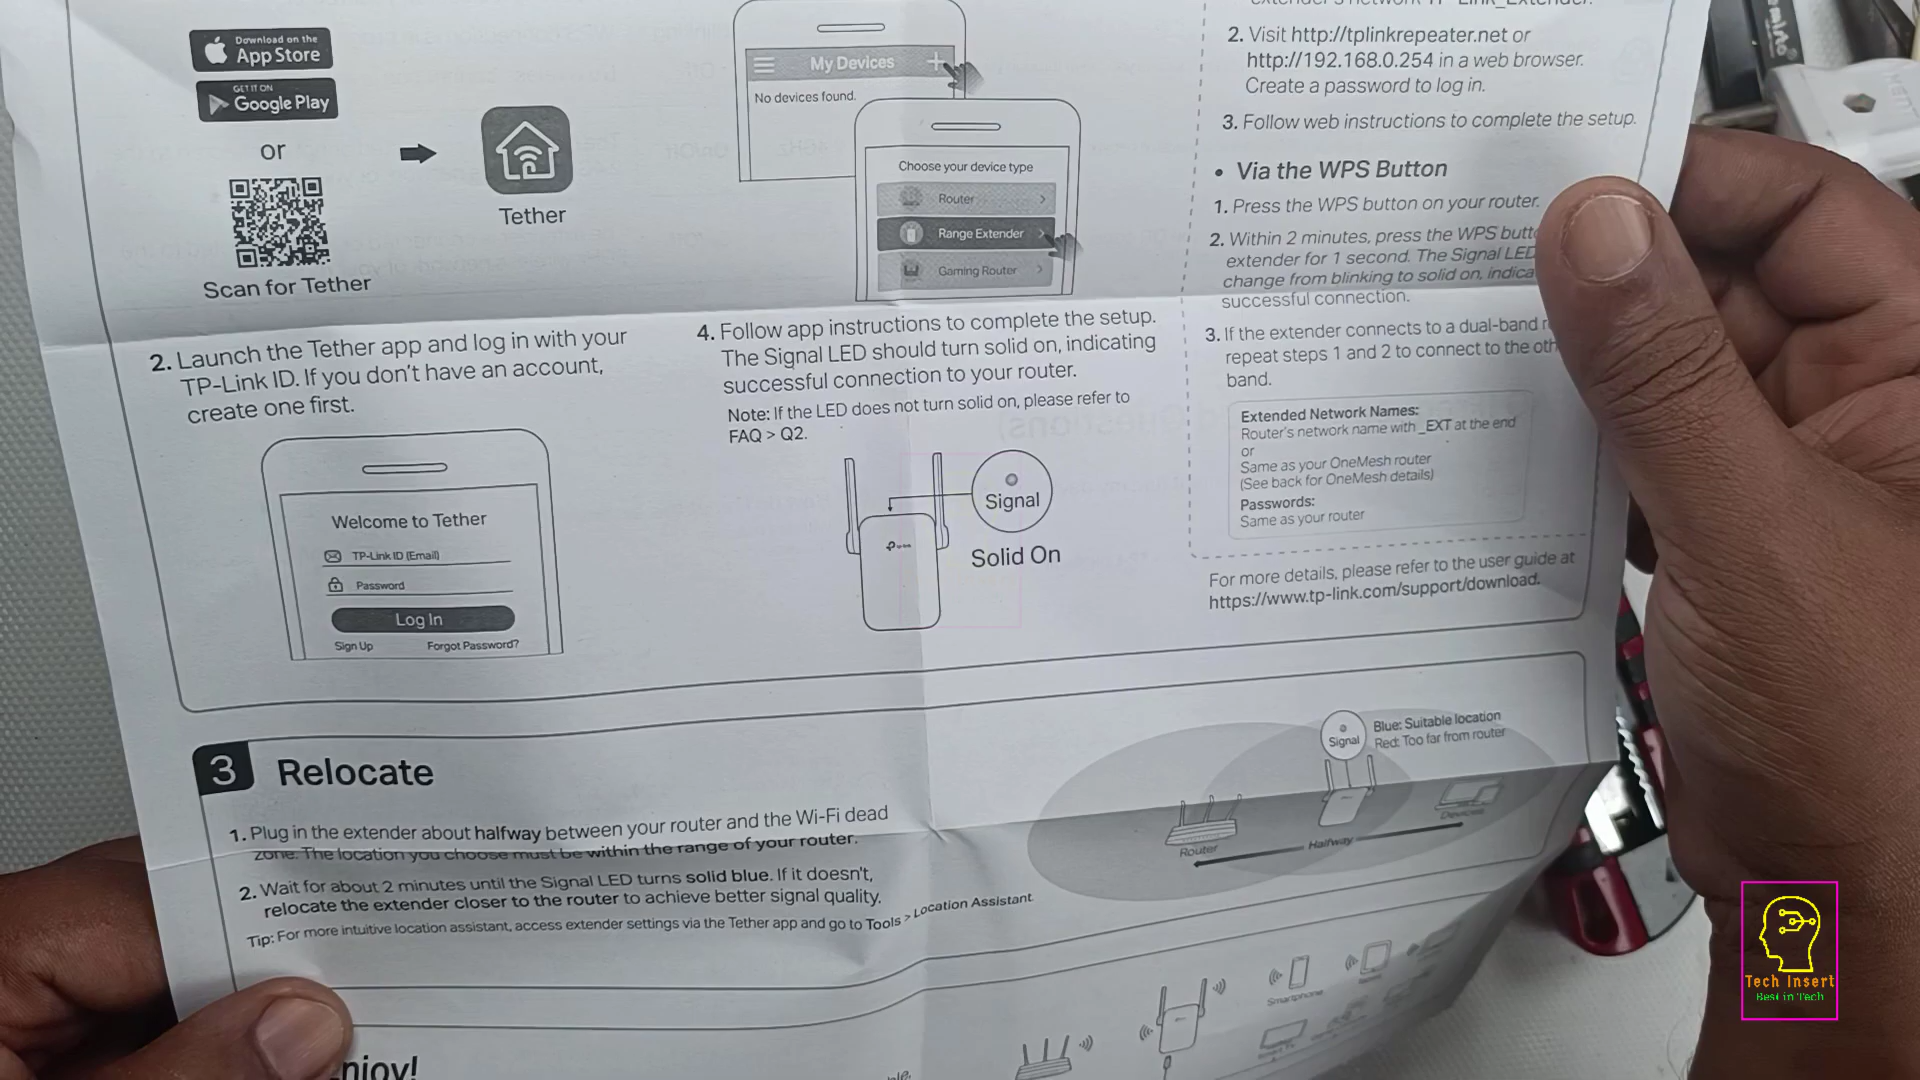 Download on the
App Store
GET IT ON
Google Play
or
Scan for Tether
Tether
2. Launch the Tether app and log in with your
TP-Link ID. If you don't have an account,
create one first.
Welcome to Tether
TP-Link ID (Email)
Password
Log In
Sign Up Forgot Password?
My Devices
No devices found.
Choose your device type
Router
Range Extender
Gaming Router
4. Follow app instructions to complete the setup.
The Signal LED should turn solid on, indicating
successful connection to your router.
Note: If the LED does not turn solid on, please refer to
FAQ > Q2.
Signal
Solid On
2. Visit http://tplinkrepeater.net or
http://192.168.0.254 in a web browser.
Create a password to log in.
3. Follow web instructions to complete the setup.
• Via the WPS Button
1. Press the WPS button on your router.
2. Within 2 minutes, press the WPS
extender for 1 second. The Signal LED
change from blinking to solid on,
successful connection.
3. If the extender connects to a dual-band
repeat steps 1 and 2 to connect to the
band.
Extended Network Names:
Router's network name with _EXT at the end
or
Same as your OneMesh router
(See back for OneMesh details)
Passwords:
Same as your router
For more details, please refer to the user guide at
https://www.tp-link.com/support/download.
3 Relocate
1. Plug in the extender about halfway between your router and the Wi-Fi dead
zone. The location you choose must be within the range of your router.
2. Wait for about 2 minutes until the Signal LED turns solid blue. If it doesn't,
relocate the extender closer to the router to achieve better signal quality.
Tip: For more intuitive location assistant, access extender settings via the Tether app and go to Tools > Location Assistant.
Signal
Blue: Suitable location
Red: Too far from router
Router
Halfway
Devices
Smartphone
Tech Insert
Best in Tech